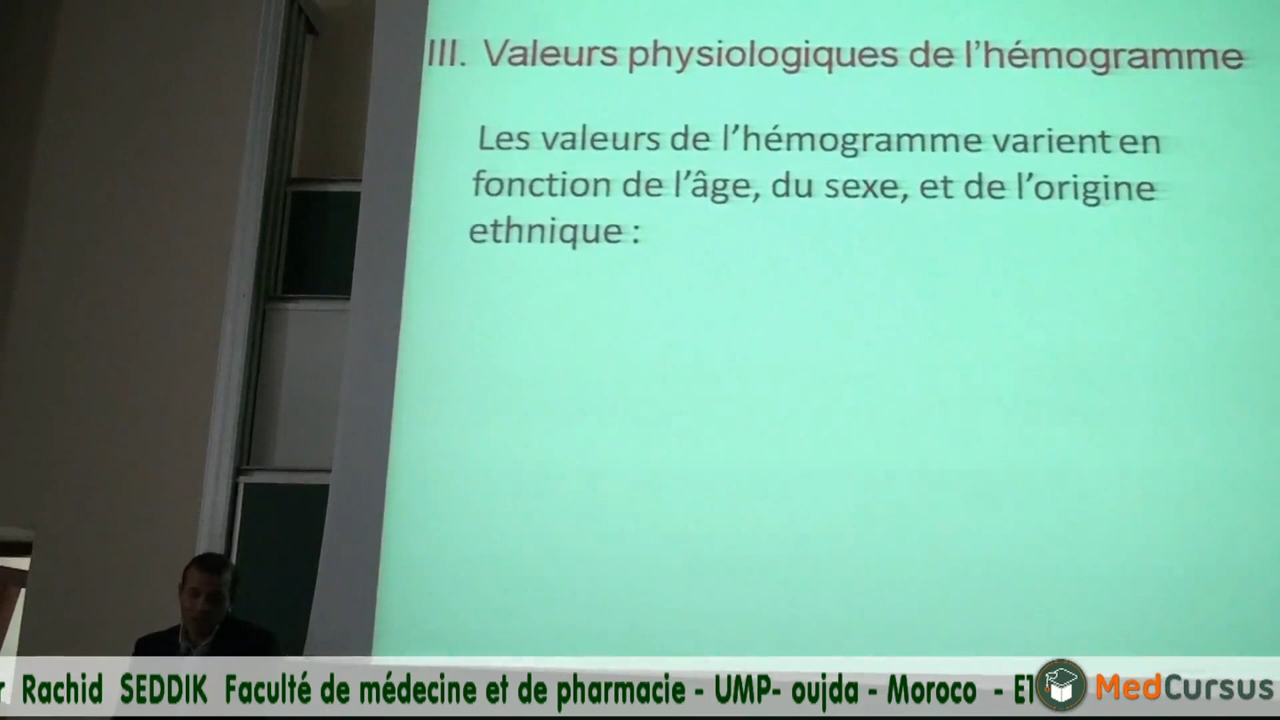 III. Valeurs physiologiques de l'hémogramme
Les valeurs de l'hémogramme varient en
fonction de l'âge, du sexe, et de l'origine
ethnique :
r Rachid SEDDIK Faculté de médecine et de pharmacie - UMP- oujda - Moroco - E1
MedCursus